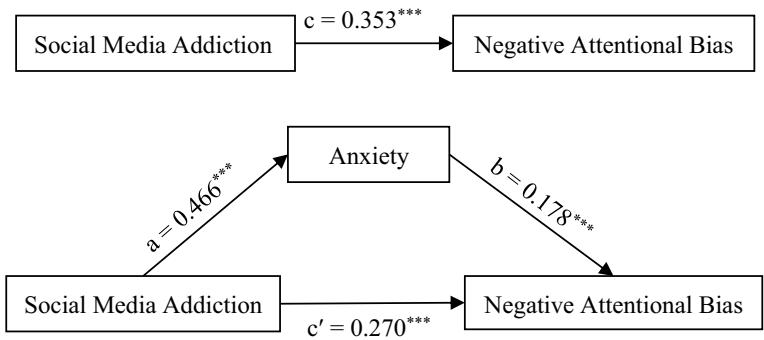 c = 0.353***
Social Media Addiction
Negative Attentional Bias
Anxiety
a = 0.466***
b = 0.178***
Social Media Addiction
Negative Attentional Bias
c′ = 0.270***